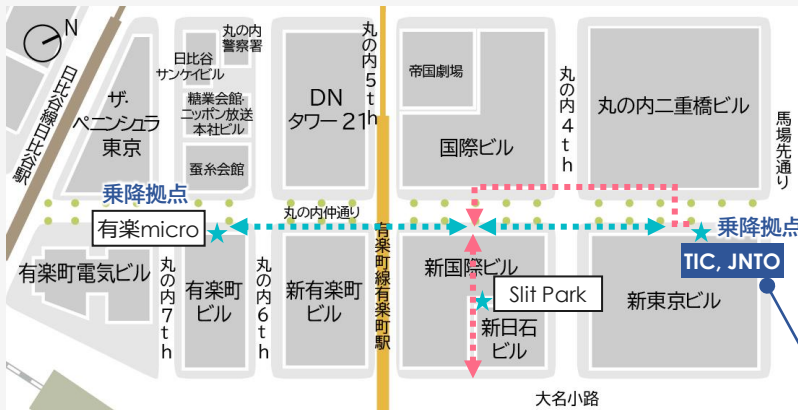 N
丸の内
警察署
日比谷
サンケイビル
糖業会館・
ニッポン放送
本社ビル
蚕糸会館
ザ・
ペニンシュラ
東京
日比谷線日比谷駅
DN
タワー21
丸の内5th
帝国劇場
国際ビル
丸の内4th
丸の内二重橋ビル
馬場先通り
乗降拠点
有楽micro
丸の内仲通り
乗降拠点
TIC, JNTO
有楽町電気ビル
丸の内7th
有楽町
ビル
丸の内6th
新有楽町
ビル
有楽町線有楽町駅
新国際ビル
Slit Park
新日石
ビル
新東京ビル
大名小路